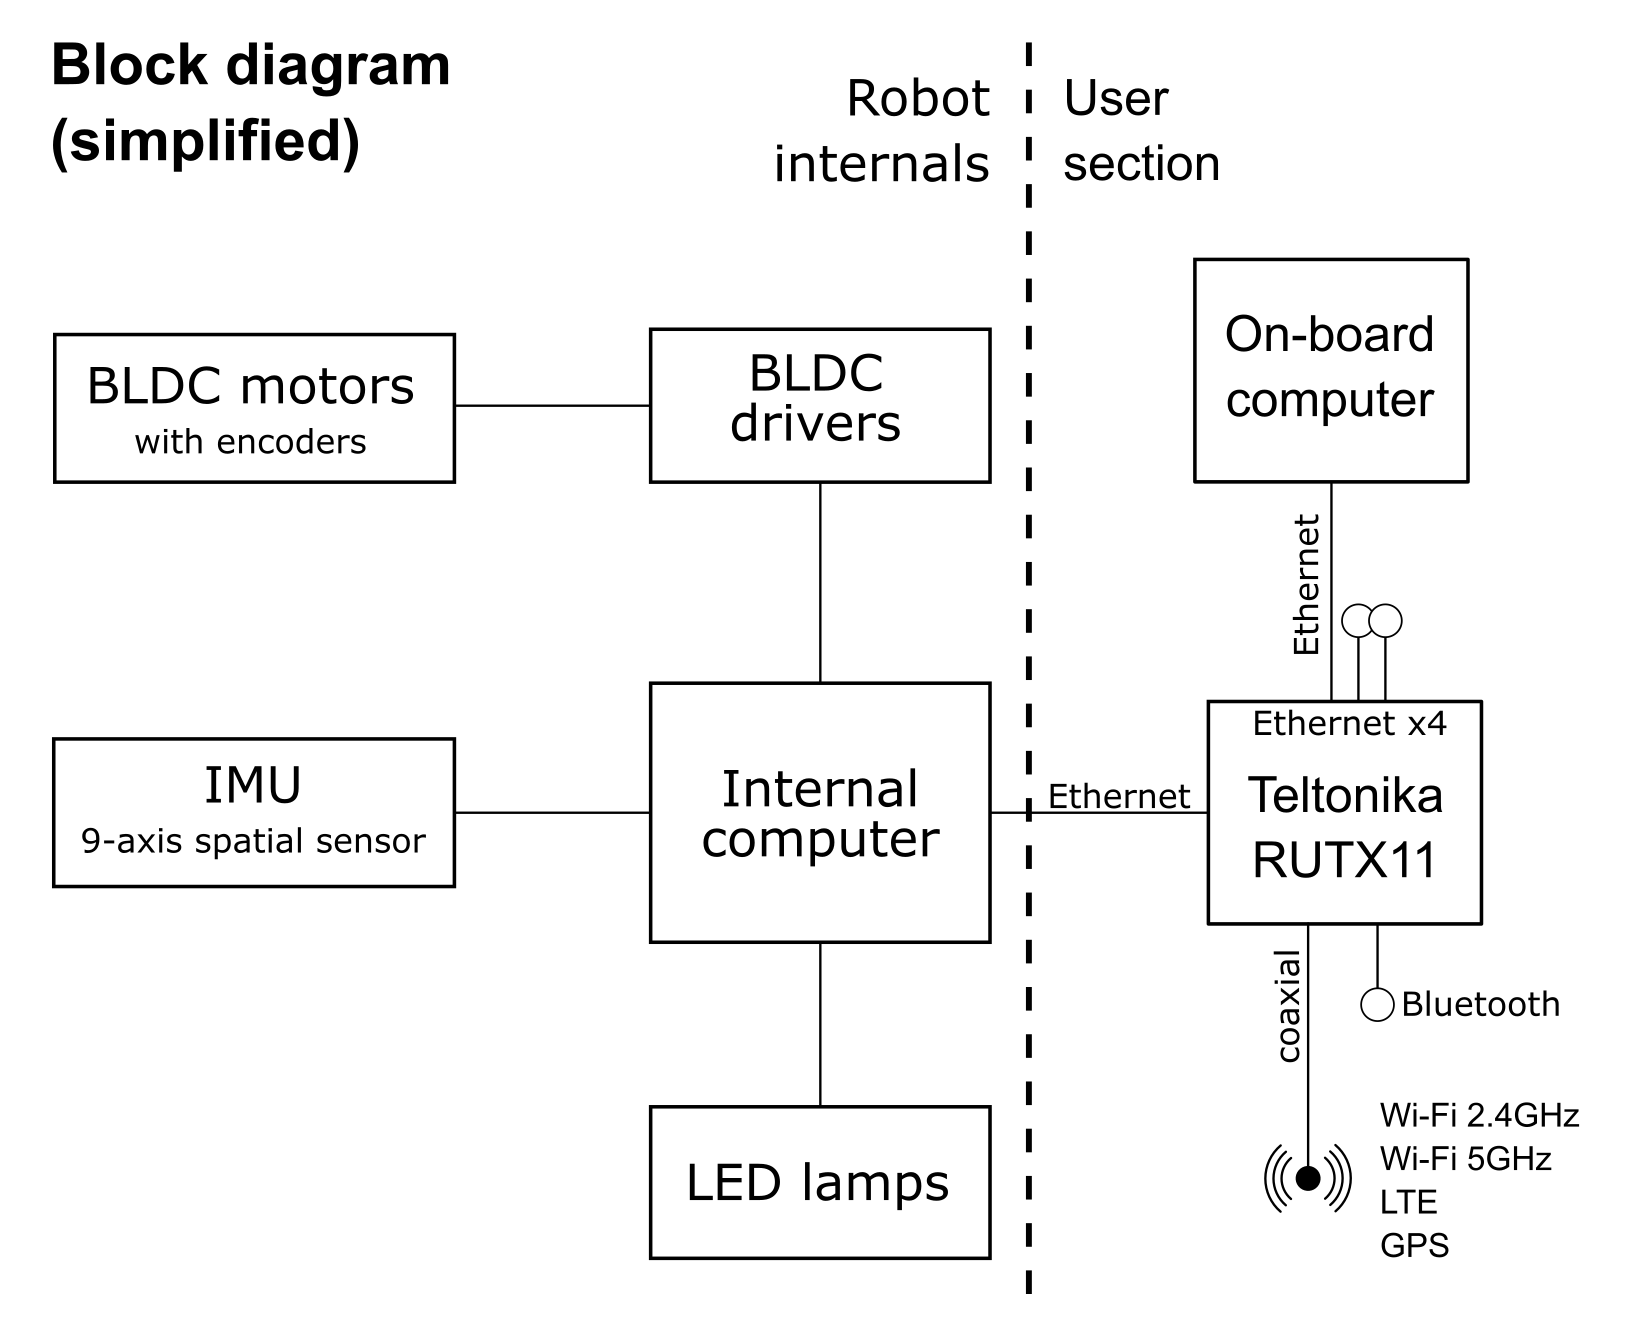 Block diagram
(simplified)
Robot
internals
User
section
BLDC motors
with encoders
BLDC
drivers
On-board
computer
Ethernet
Ethernet x4
Teltonika
RUTX11
IMU
9-axis spatial sensor
Internal
computer
Ethernet
coaxial
Bluetooth
LED lamps
Wi-Fi 2.4GHz
Wi-Fi 5GHz
LTE
GPS